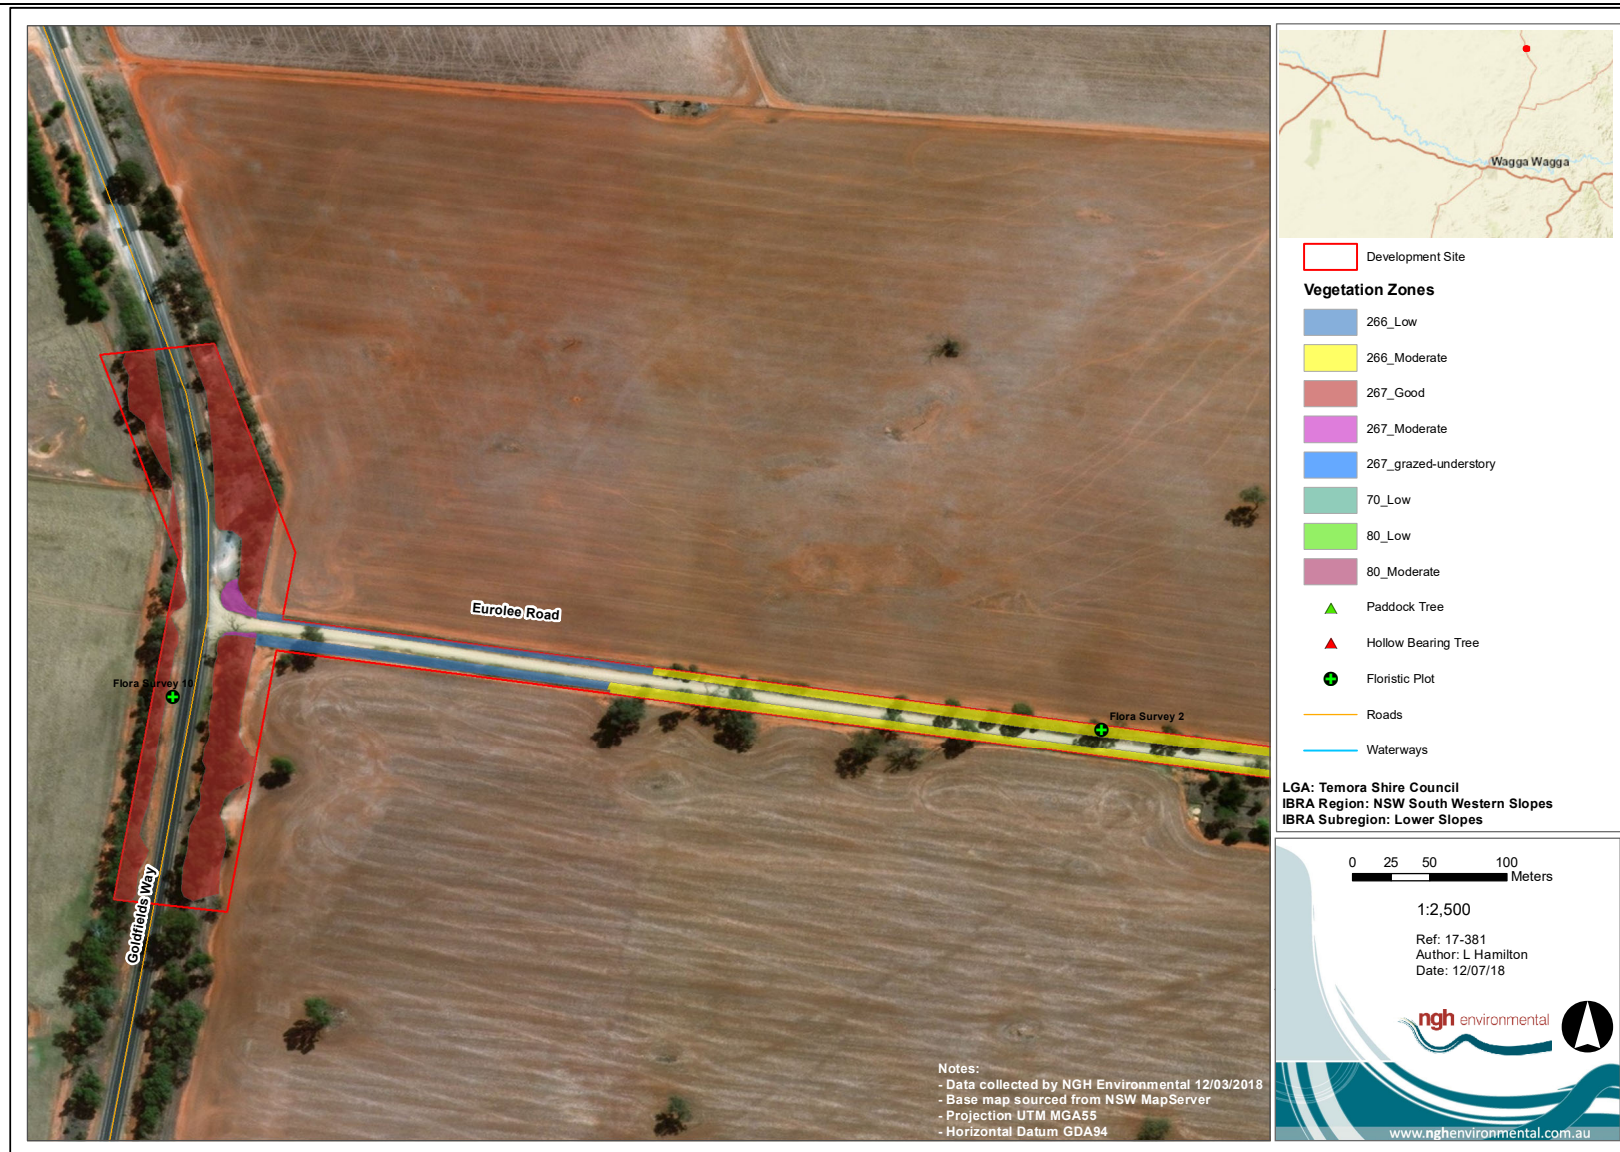 Wagga Wagga
Development Site
Vegetation Zones
266_Low
266_Moderate
267_Good
267_Moderate
267_grazed-understory
70_Low
80_Low
80_Moderate
Paddock Tree
Hollow Bearing Tree
Floristic Plot
Roads
Waterways
LGA: Temora Shire Council
IBRA Region: NSW South Western Slopes
IBRA Subregion: Lower Slopes
Eurolee Road
Flora Survey 10
Flora Survey 2
Goldfields Way
Notes:
- Data collected by NGH Environmental 12/03/2018
- Base map sourced from NSW MapServer
- Projection UTM MGA55
- Horizontal Datum GDA94
0 25 50 100
Meters
1:2,500
Ref: 17-381
Author: L Hamilton
Date: 12/07/18
ngh environmental
www.nghenvironmental.com.au